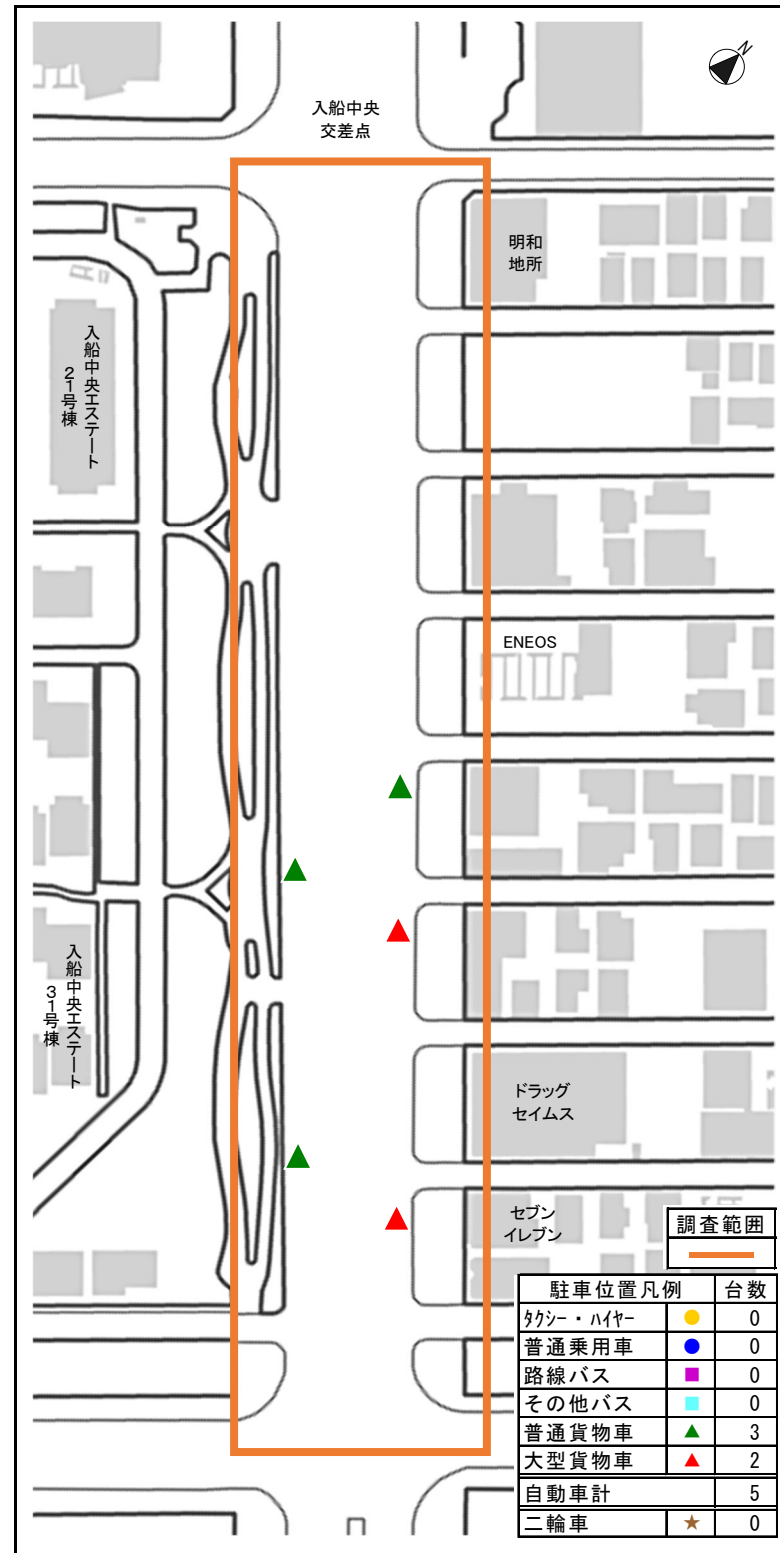 N
入船中央
交差点
明和
地所
入船中央エステート
21号棟
ENEOS
入船中央エステート
31号棟
ドラッグ
セイムス
セブン
イレブン
調査範囲
駐車位置凡例 台数
タクシー・ハイヤー 0
普通乗用車 0
路線バス 0
その他バス 0
普通貨物車 3
大型貨物車 2
自動車計 5
二輪車 0